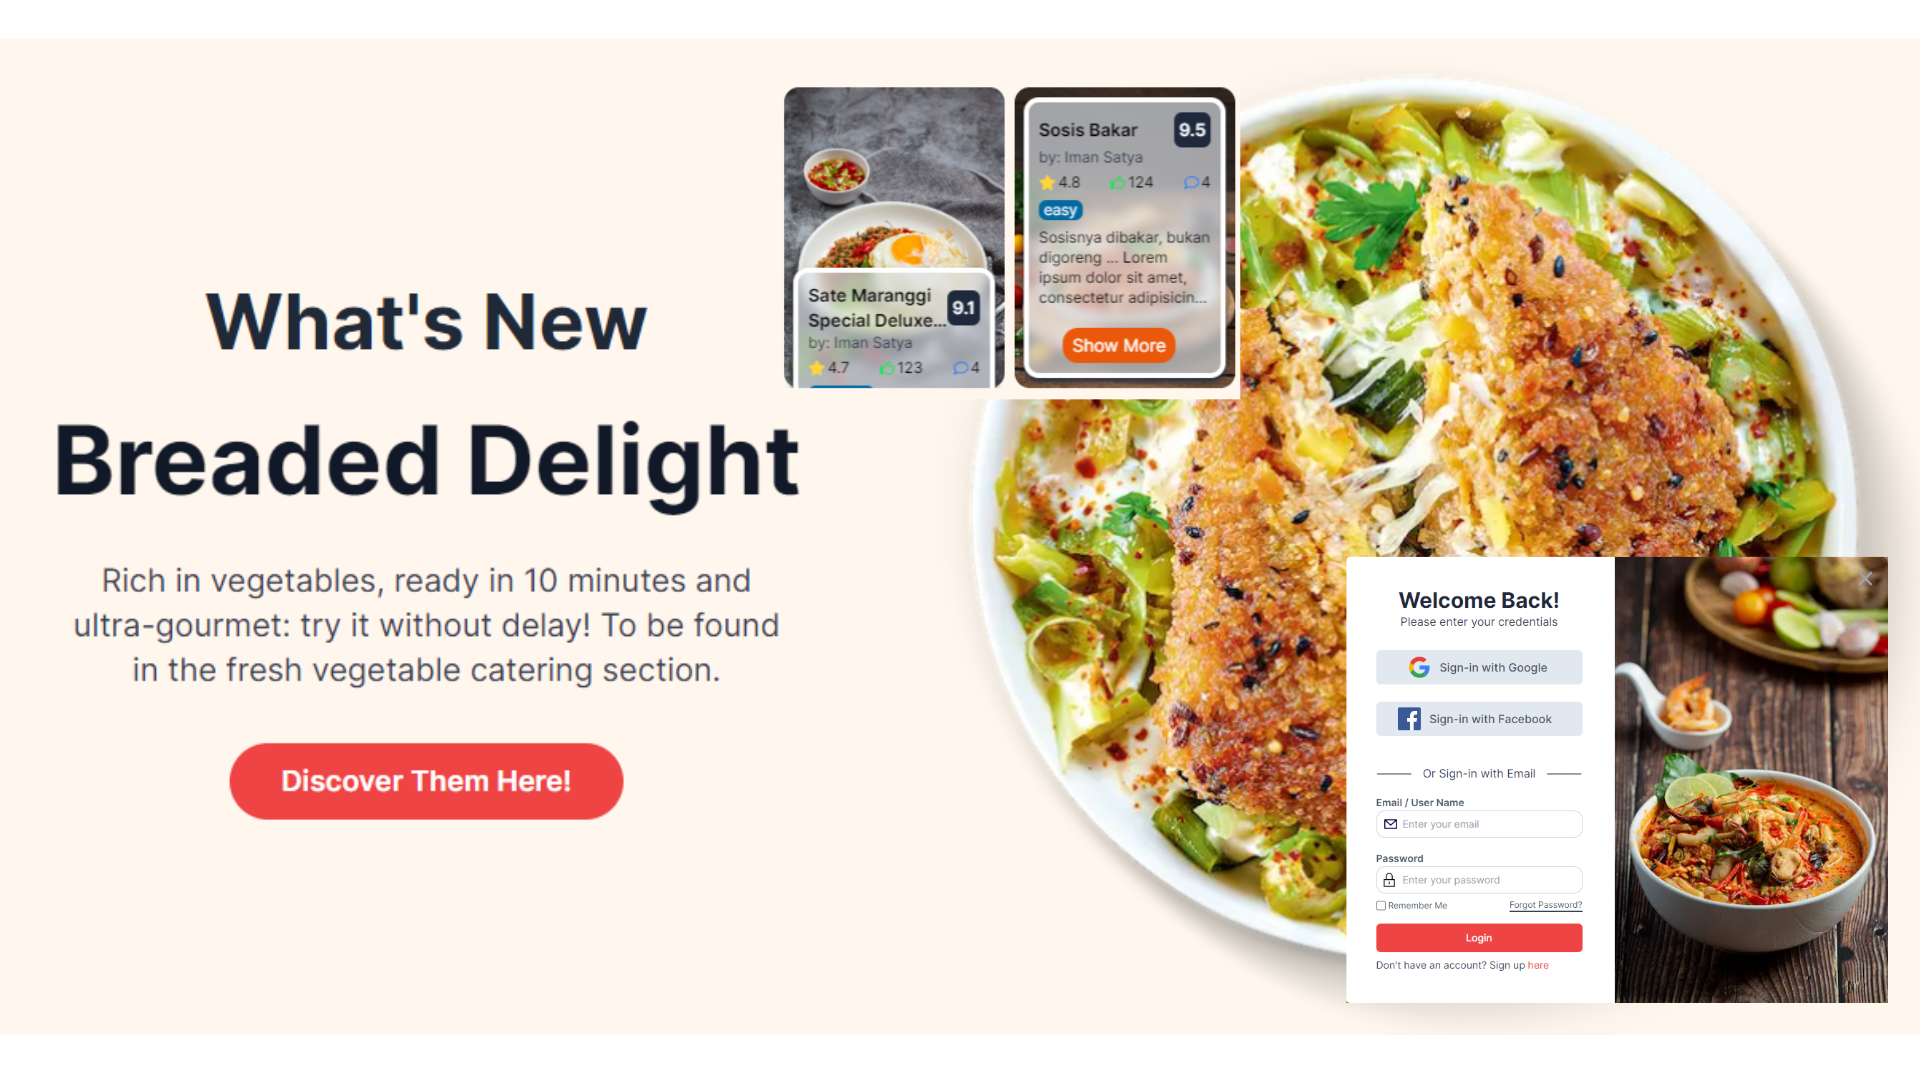 What's New
Breaded Delight
Rich in vegetables, ready in 10 minutes and
ultra-gourmet: try it without delay! To be found
in the fresh vegetable catering section.
Discover Them Here!
Sate Maranggi
Special Deluxe...
9.1
by: Iman Satya
4.7 123 4
Sosis Bakar
9.5
by: Iman Satya
4.8 124 4
easy
Sosisnya dibakar, bukan
digoreng ... Lorem
ipsum dolor sit amet,
consectetur adipisicin...
Show More
Welcome Back!
Please enter your credentials
Sign-in with Google
Sign-in with Facebook
Or Sign-in with Email
Email / User Name
Enter your email
Password
Enter your password
Remember Me Forgot Password?
Login
Don't have an account? Sign up here